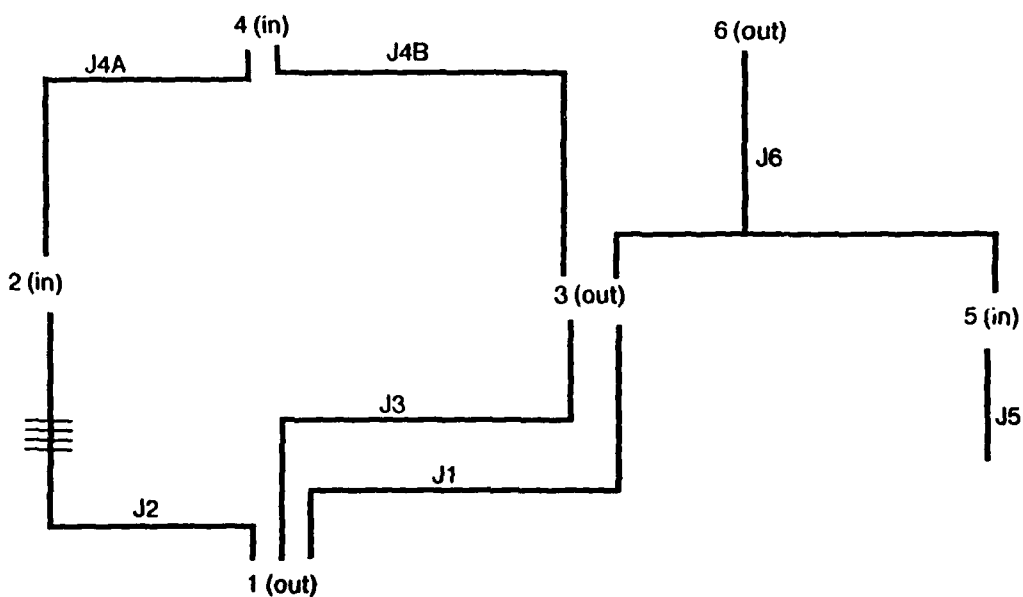 4 (in)
6 (out)
J4A
J4B
J6
2 (in)
3 (out)
5 (in)
J3
J5
J1
J2
1 (out)